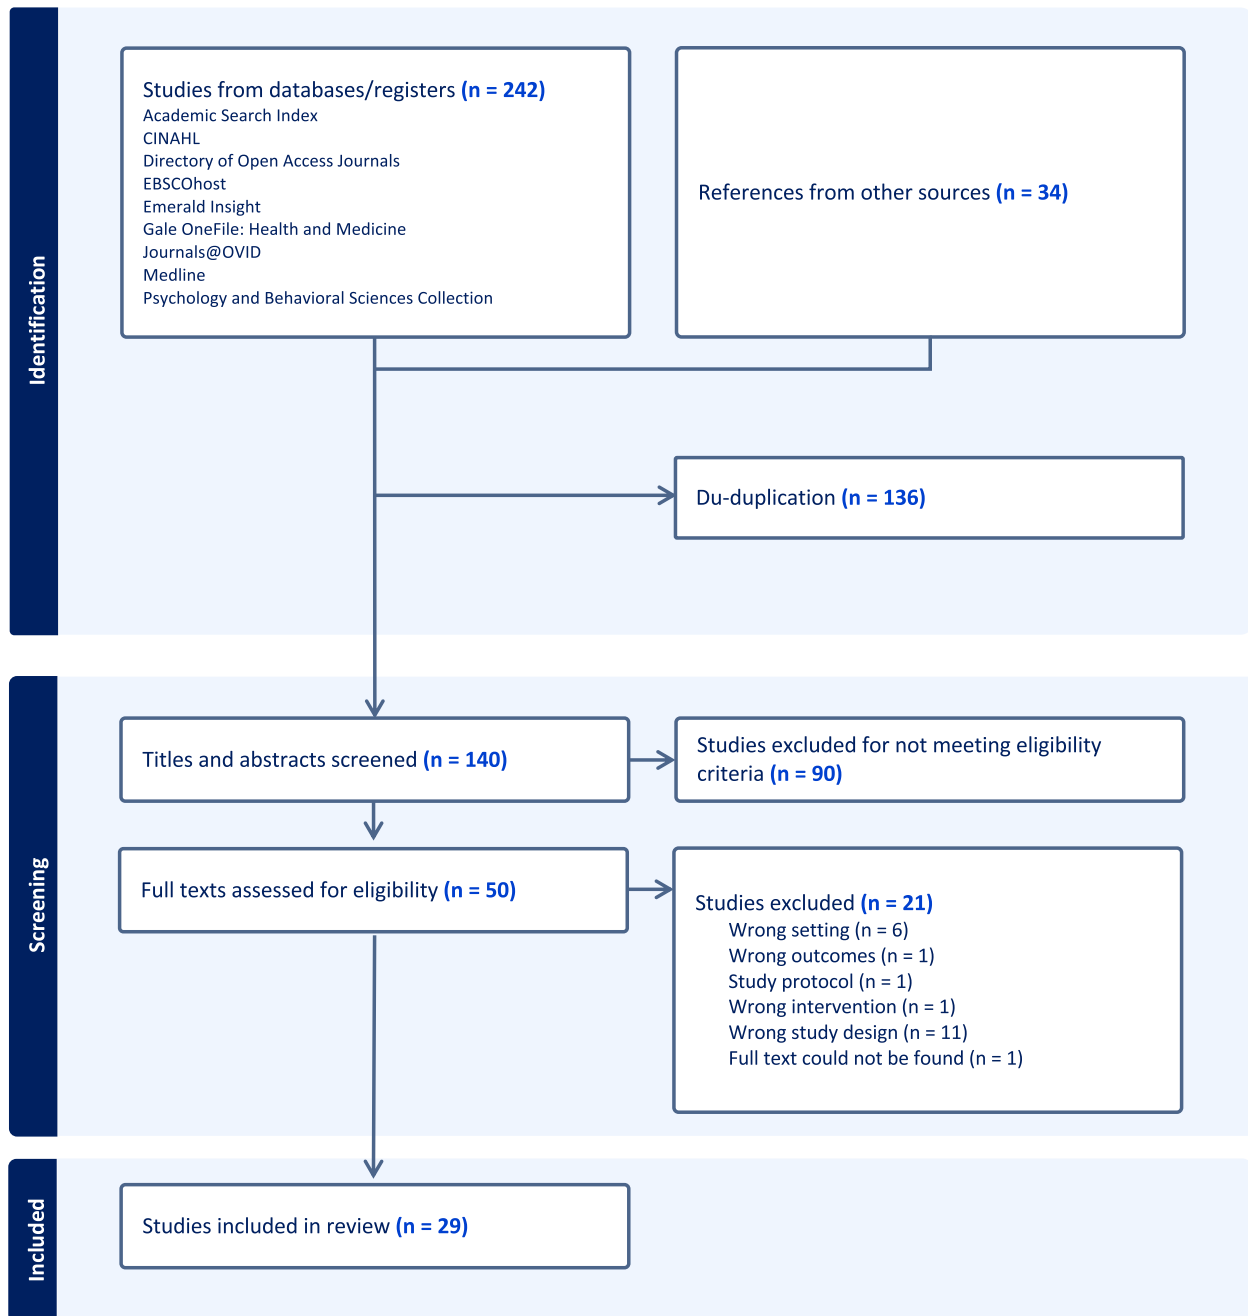 Identification
Studies from databases/registers (n = 242)
Academic Search Index
CINAHL
Directory of Open Access Journals
EBSCOhost
Emerald Insight
Gale OneFile: Health and Medicine
Journals@OVID
Medline
Psychology and Behavioral Sciences Collection
References from other sources (n = 34)
Du-duplication (n = 136)
Screening
Titles and abstracts screened (n = 140)
Studies excluded for not meeting eligibility
criteria (n = 90)
Full texts assessed for eligibility (n = 50)
Studies excluded (n = 21)
Wrong setting (n = 6)
Wrong outcomes (n = 1)
Study protocol (n = 1)
Wrong intervention (n = 1)
Wrong study design (n = 11)
Full text could not be found (n = 1)
Included
Studies included in review (n = 29)